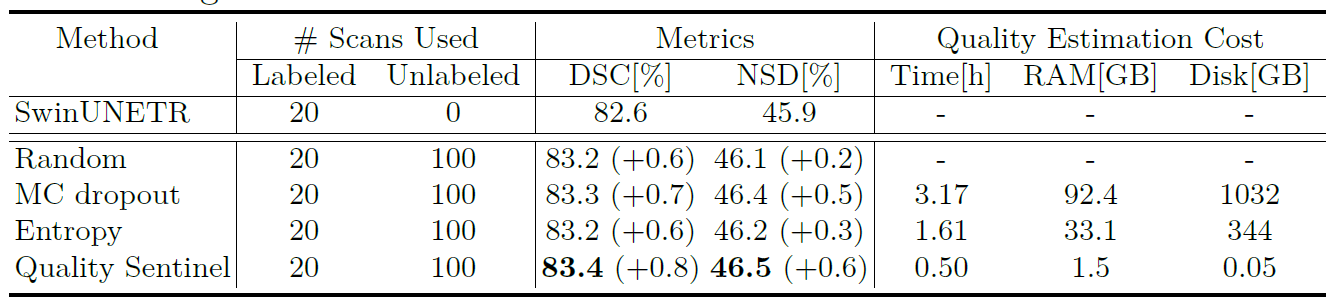 Method # Scans Used Metrics Quality Estimation Cost
Labeled Unlabeled DSC[%] NSD[%] Time[h] RAM[GB] Disk[GB]
SwinUNETR 20 0 82.6 45.9 - - -
Random 20 100 83.2 (+0.6) 46.1 (+0.2) - - -
MC dropout 20 100 83.3 (+0.7) 46.4 (+0.5) 3.17 92.4 1032
Entropy 20 100 83.2 (+0.6) 46.2 (+0.3) 1.61 33.1 344
Quality Sentinel 20 100 83.4 (+0.8) 46.5 (+0.6) 0.50 1.5 0.05